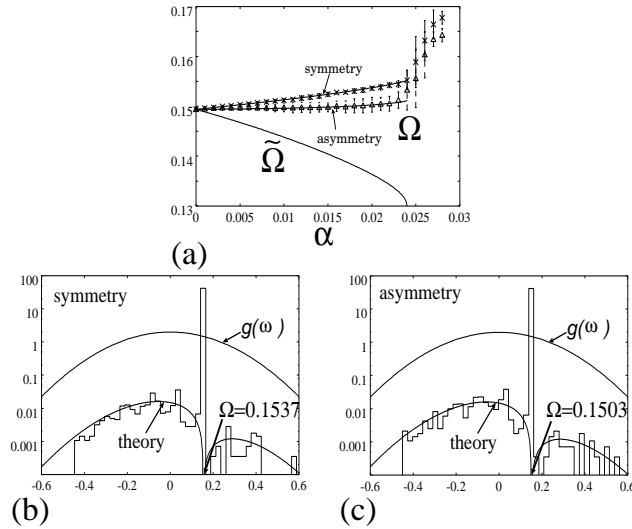 0.17
0.16
symmetry
0.15
asymmetry
Ω
Ω̃
0.14
0.13
0 0.005 0.01 0.015 0.02 0.025 0.03
(a) α
100
symmetry
10
g(ω)
1
0.1
0.01
Ω=0.1537
theory
0.001
-0.6 -0.4 -0.2 0 0.2 0.4 0.6
(b)
100
asymmetry
10
g(ω)
1
0.1
0.01
Ω=0.1503
theory
0.001
-0.6 -0.4 -0.2 0 0.2 0.4 0.6
(c)